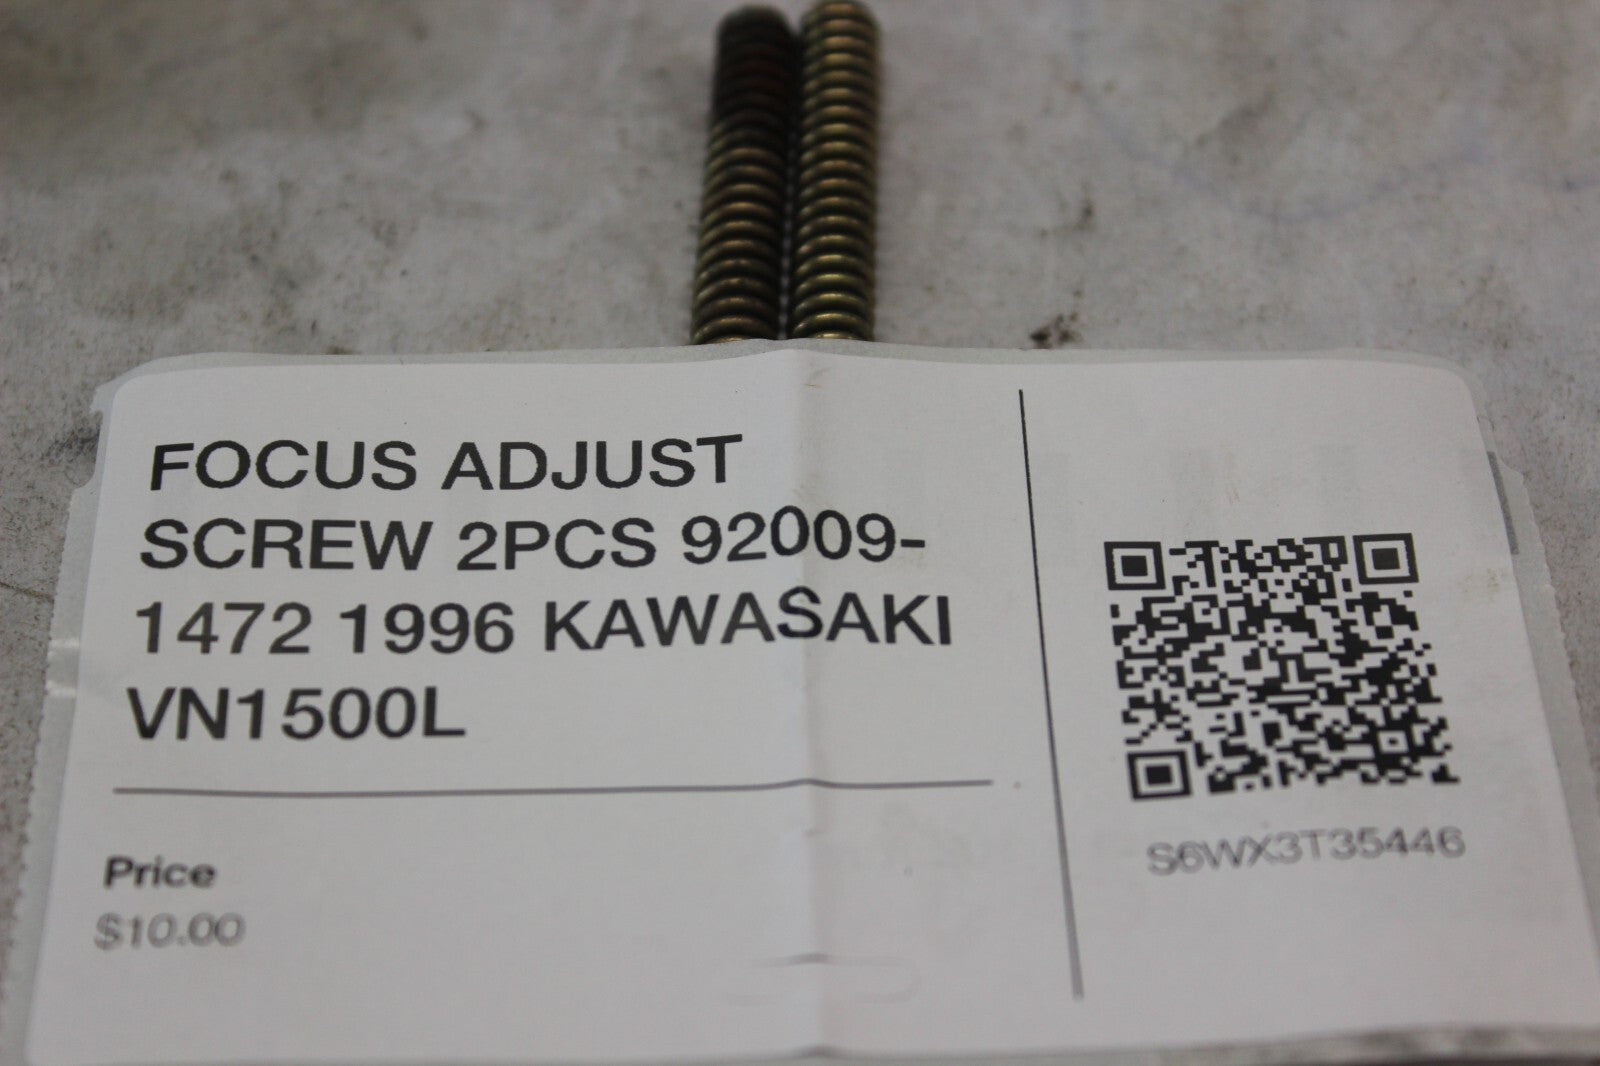 FOCUS ADJUST
SCREW 2PCS 92009-
1472 1996 KAWASAKI
VN1500L
Price
$10.00
S6WX3T35446